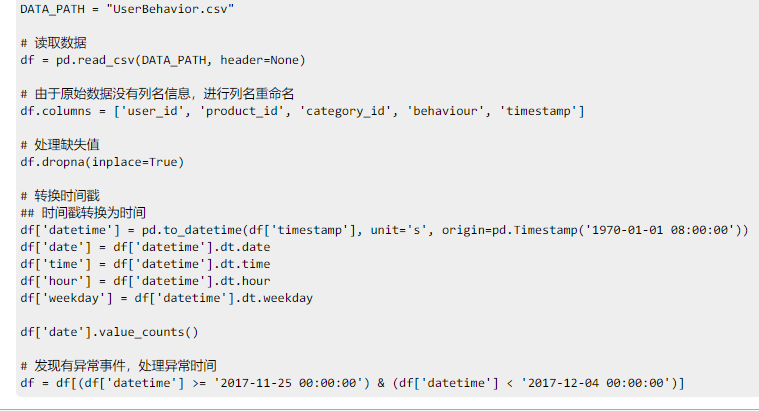 DATA_PATH = "UserBehavior.csv"
# 读取数据
df = pd.read_csv(DATA_PATH, header=None)
# 由于原始数据没有列名信息，进行列名重命名
df.columns = ['user_id', 'product_id', 'category_id', 'behaviour', 'timestamp']
# 处理缺失值
df.dropna(inplace=True)
# 转换时间戳
## 时间戳转换为时间
df['datetime'] = pd.to_datetime(df['timestamp'], unit='s', origin=pd.Timestamp('1970-01-01 08:00:00'))
df['date'] = df['datetime'].dt.date
df['time'] = df['datetime'].dt.time
df['hour'] = df['datetime'].dt.hour
df['weekday'] = df['datetime'].dt.weekday
df['date'].value_counts()
# 发现有异常事件，处理异常时间
df = df[(df['datetime'] >= '2017-11-25 00:00:00') & (df['datetime'] < '2017-12-04 00:00:00')]